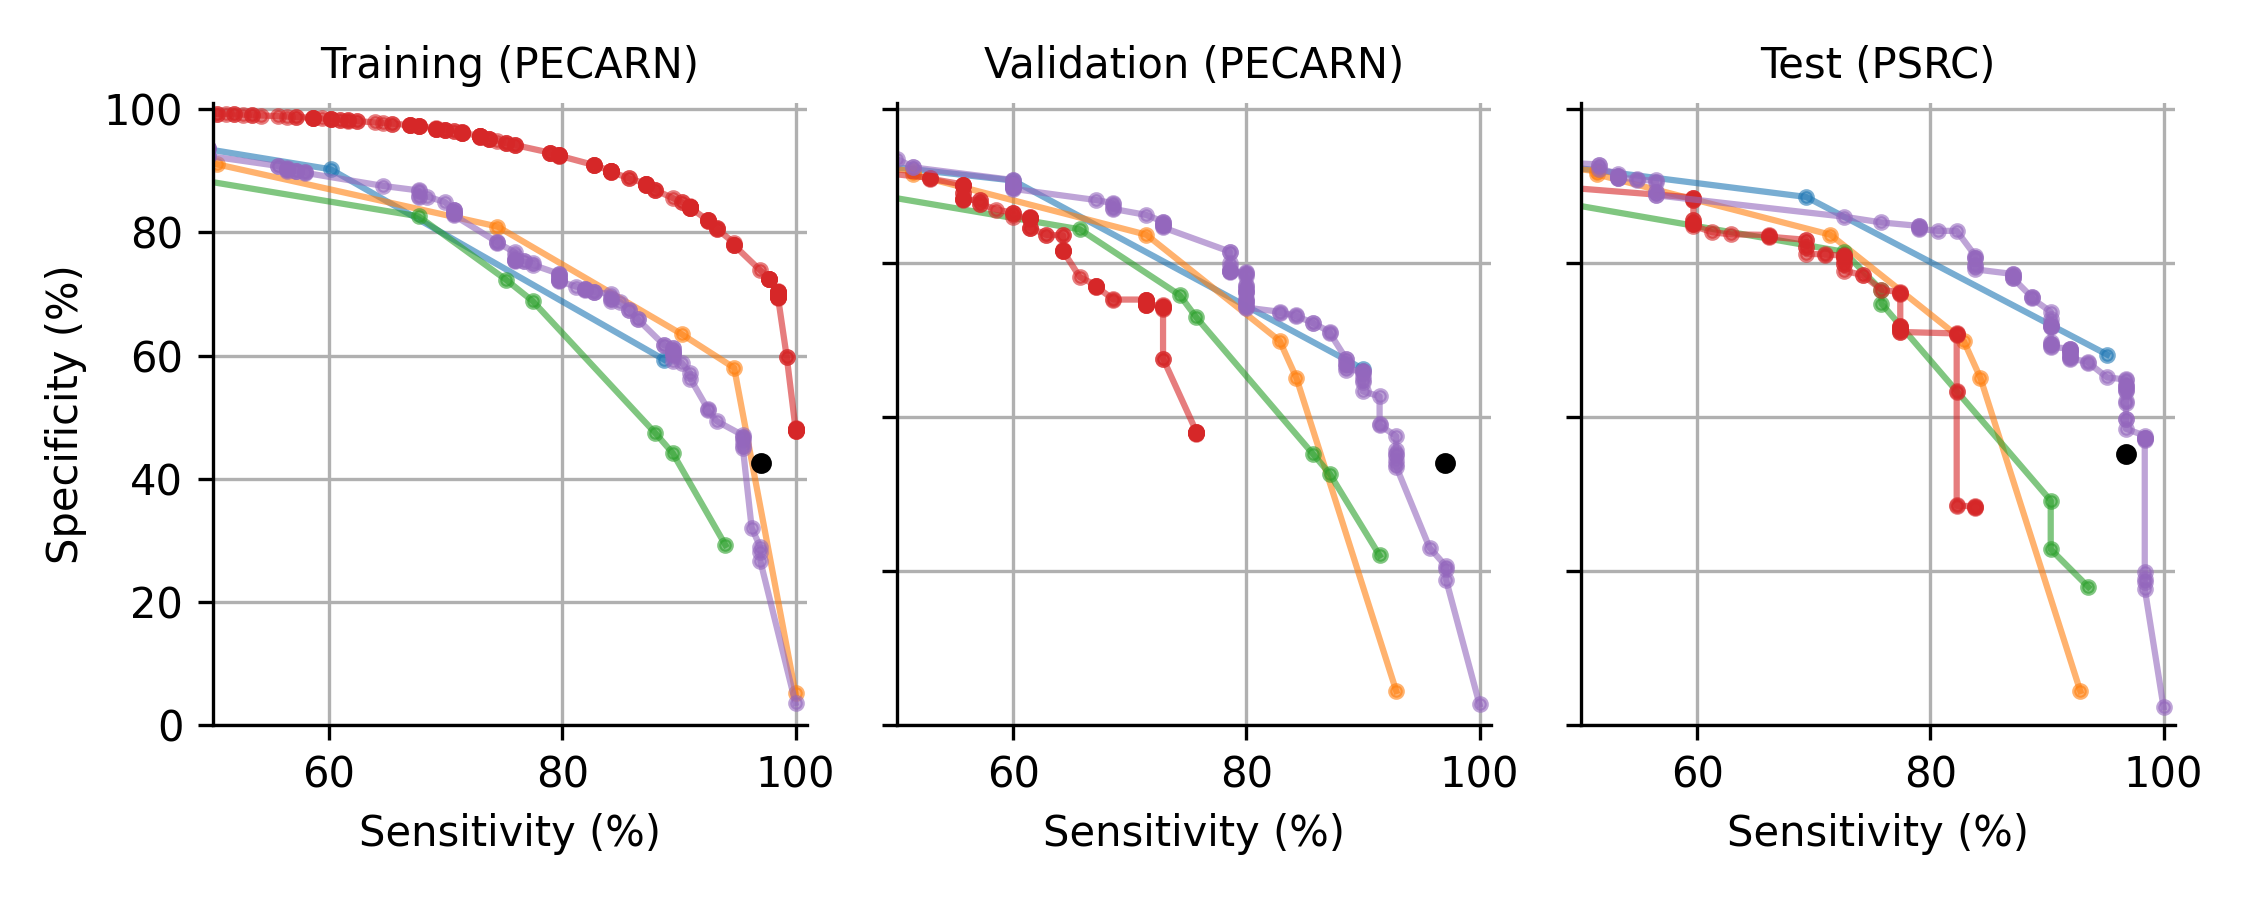 Training (PECARN)
Validation (PECARN)
Test (PSRC)
Specificity (%)
100
80
60
40
20
0
60 80 100
60 80 100
60 80 100
Sensitivity (%)
Sensitivity (%)
Sensitivity (%)